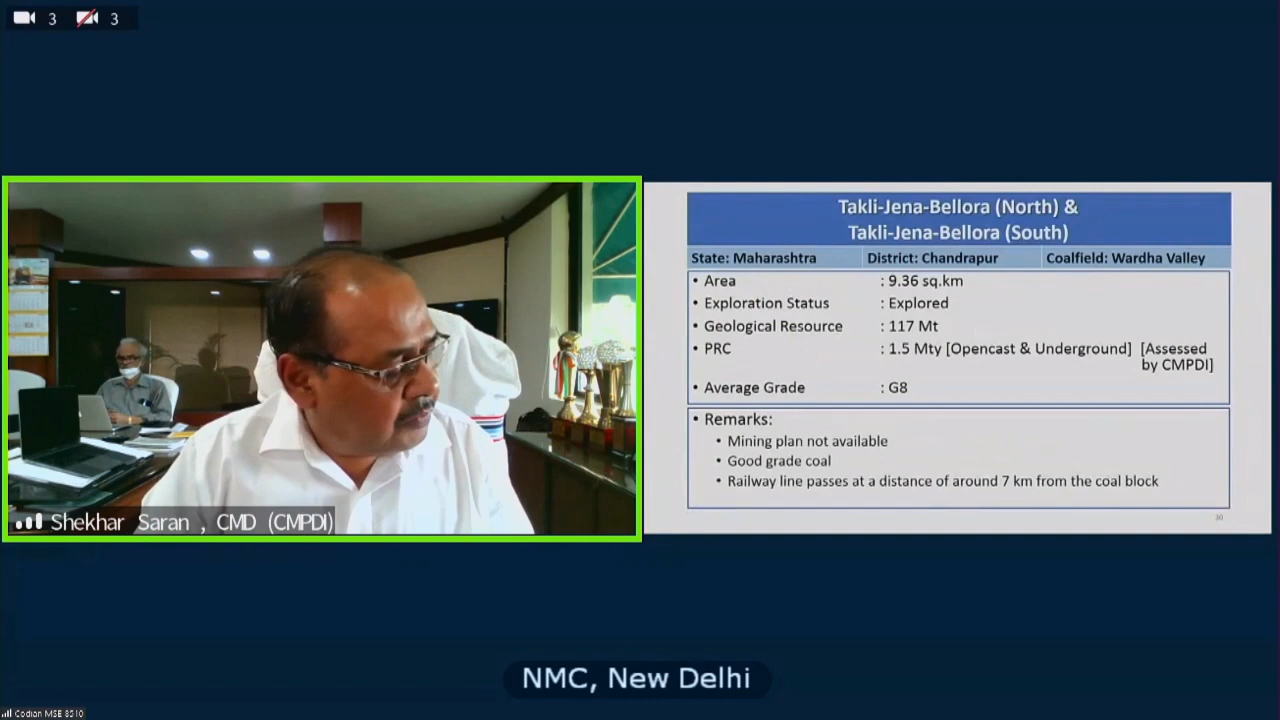 3 3
Takli-Jena-Bellora (North) &
Takli-Jena-Bellora (South)
State: Maharashtra District: Chandrapur Coalfield: Wardha Valley
• Area : 9.36 sq.km
• Exploration Status : Explored
• Geological Resource : 117 Mt
• PRC : 1.5 Mty [Opencast & Underground] [Assessed
by CMPDI]
• Average Grade : G8
• Remarks:
• Mining plan not available
• Good grade coal
• Railway line passes at a distance of around 7 km from the coal block
30
Shekhar Saran , CMD (CMPDI)
NMC, New Delhi
Codian MSE 8510